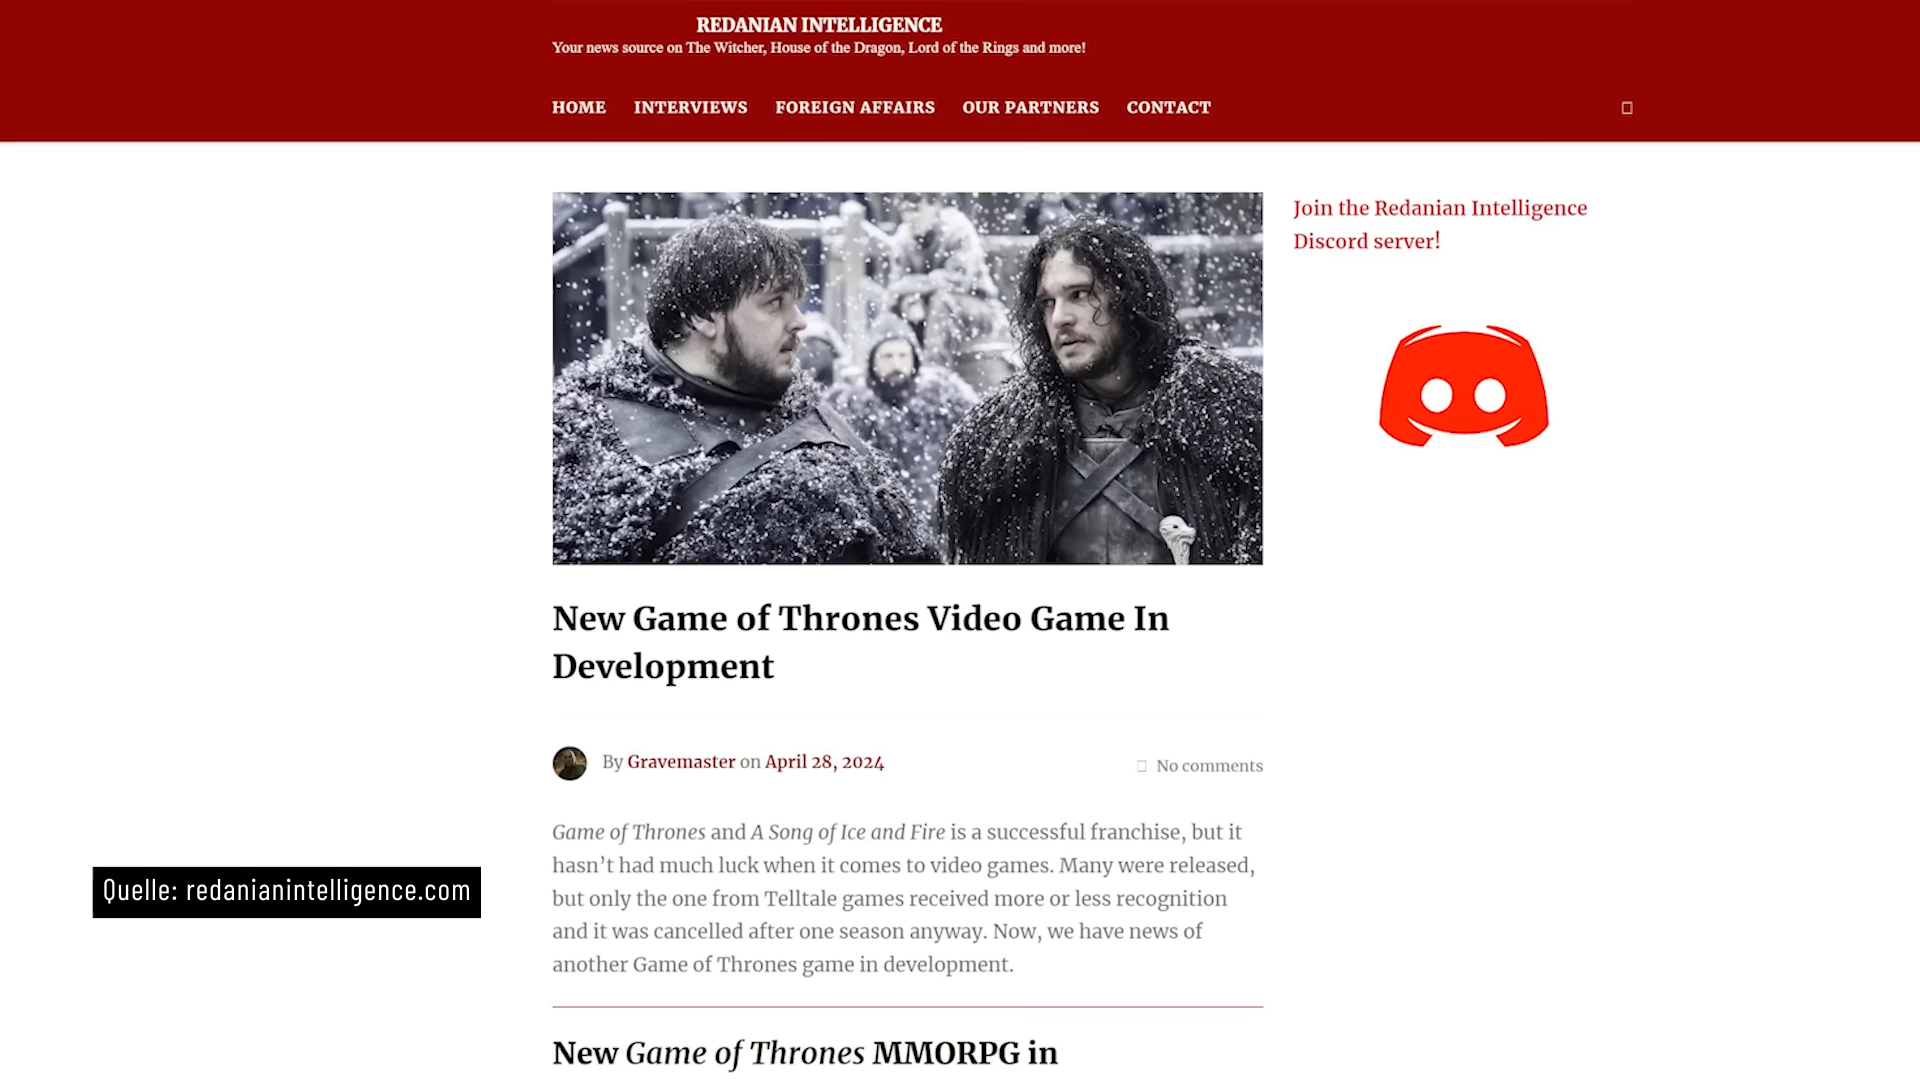 REDANIAN INTELLIGENCE
Your news source on The Witcher, House of the Dragon, Lord of the Rings and more!
HOME INTERVIEWS FOREIGN AFFAIRS OUR PARTNERS CONTACT
Join the Redanian Intelligence
Discord server!
New Game of Thrones Video Game In
Development
By Gravemaster on April 28, 2024
No comments
Game of Thrones and A Song of Ice and Fire is a successful franchise, but it
hasn’t had much luck when it comes to video games. Many were released,
but only the one from Telltale games received more or less recognition
and it was cancelled after one season anyway. Now, we have news of
another Game of Thrones game in development.
Quelle: redanianintelligence.com
New Game of Thrones MMORPG in